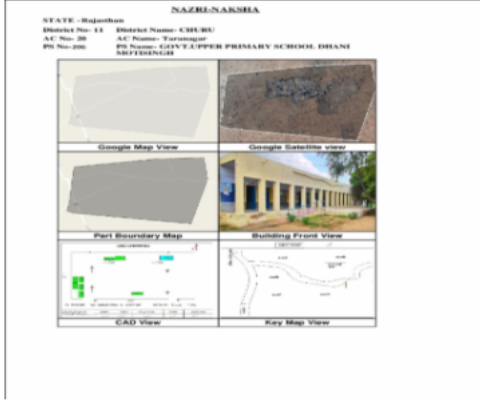 NAZRI-NAKSHA
STATE -Rajasthan
District No- 11 District Name- CHURU
AC No- 20 AC Name- Taranagar
PS No-206 PS Name- GOVT.UPPER PRIMARY SCHOOL DHANI MOTISINGH
Google Map View Google Satellite view
Part Boundary Map Building Front View
CAD View Key Map View